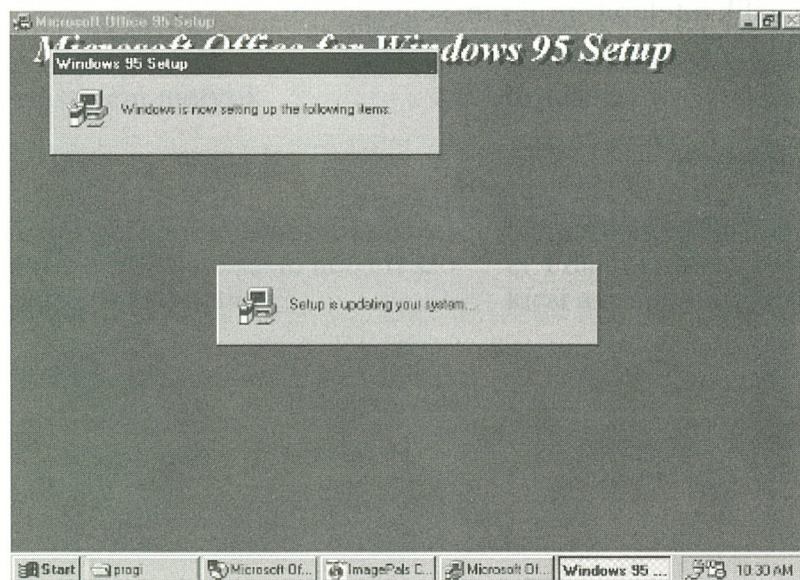 Microsoft Office 95 Setup
Microsoft Office for Windows 95 Setup
Windows 95 Setup
Windows is now setting up the following items.
Setup is updating your system...
Start
progi
Microsoft Of...
ImagePals C...
Microsoft Of...
Windows 95 ...
10:30 AM